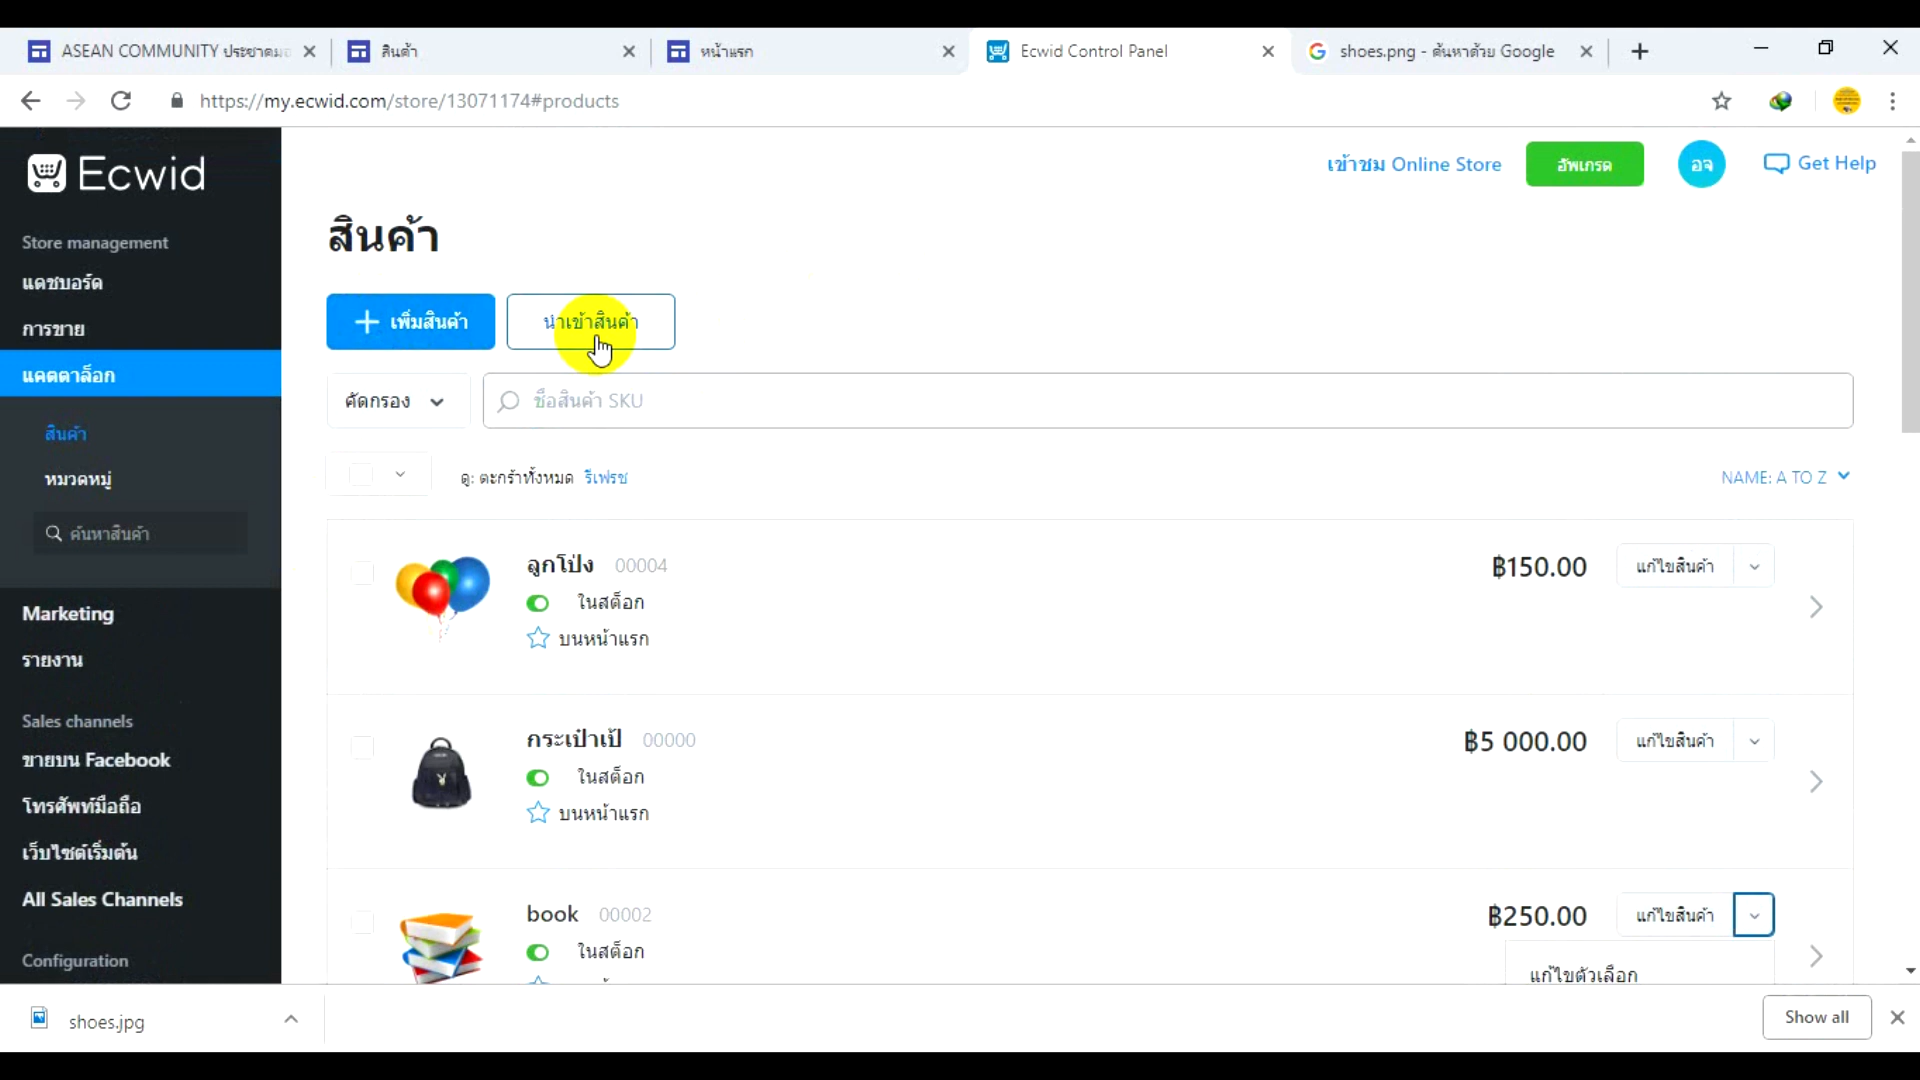 ASEAN COMMUNITY ประชาคมอ
สินค้า
หน้าแรก
Ecwid Control Panel
shoes.png - ค้นหาด้วย Google
https://my.ecwid.com/store/13071174#products
Ecwid
เข้าชม Online Store
อัพเกรด
อจ
Get Help
Store management
แดชบอร์ด
การขาย
แคตตาล็อก
สินค้า
หมวดหมู่
ค้นหาสินค้า
Marketing
รายงาน
Sales channels
ขายบน Facebook
โทรศัพท์มือถือ
เว็บไซต์เริ่มต้น
All Sales Channels
Configuration
สินค้า
เพิ่มสินค้า
นำเข้าสินค้า
คัดกรอง
ชื่อสินค้า SKU
ดู: ตะกร้าทั้งหมด รีเฟรช
NAME: A TO Z
ลูกโป่ง 00004
฿150.00
แก้ไขสินค้า
ในสต็อก
บนหน้าแรก
กระเป๋าเป้ 00000
฿5 000.00
แก้ไขสินค้า
ในสต็อก
บนหน้าแรก
book 00002
฿250.00
แก้ไขสินค้า
ในสต็อก
แก้ไขตัวเลือก
shoes.jpg
Show all